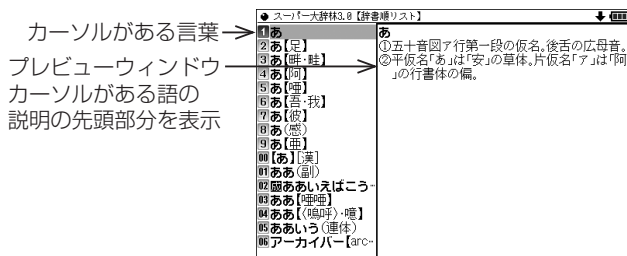 カーソルがある言葉
プレビューウィンドウ
カーソルがある語の
説明の先頭部分を表示
スーパー大辞林3.0【辞書順リスト】
1あ
2あ【足】
3あ【畔・畦】
4あ【阿】
5あ【唖】
6あ【吾・我】
7あ【彼】
8あ(感)
9あ【亜】
00【あ】[漢]
01ああ(副)
02圀ああいえばこう…
03ああ【唖唖】
04ああ【〈嗚呼〉・噫】
05ああいう(連体)
06アーカイバー【arc…
あ
①五十音図ア行第一段の仮名。後舌の広母音。
②平仮名「あ」は「安」の草体。片仮名「ア」は「阿
」の行書体の偏。